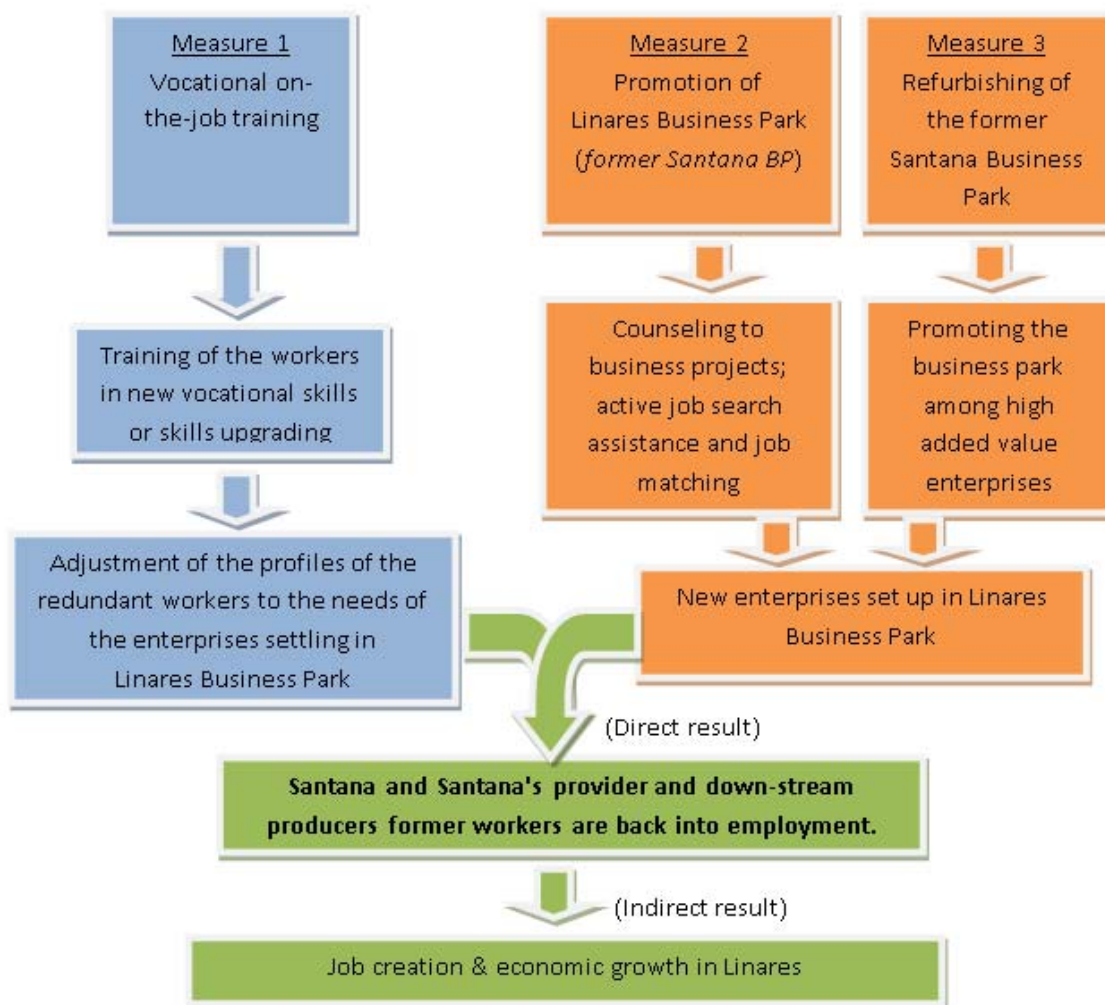 Measure 1
Vocational on-
the-job training
Measure 2
Promotion of
Linares Business Park
(former Santana BP)
Measure 3
Refurbishing of
the former
Santana Business
Park
Training of the workers
in new vocational skills
or skills upgrading
Counseling to
business projects;
active job search
assistance and job
matching
Promoting the
business park
among high
added value
enterprises
Adjustment of the profiles of the
redundant workers to the needs of
the enterprises settling in
Linares Business Park
New enterprises set up in Linares
Business Park
(Direct result)
Santana and Santana's provider and down-stream
producers former workers are back into employment.
(Indirect result)
Job creation & economic growth in Linares